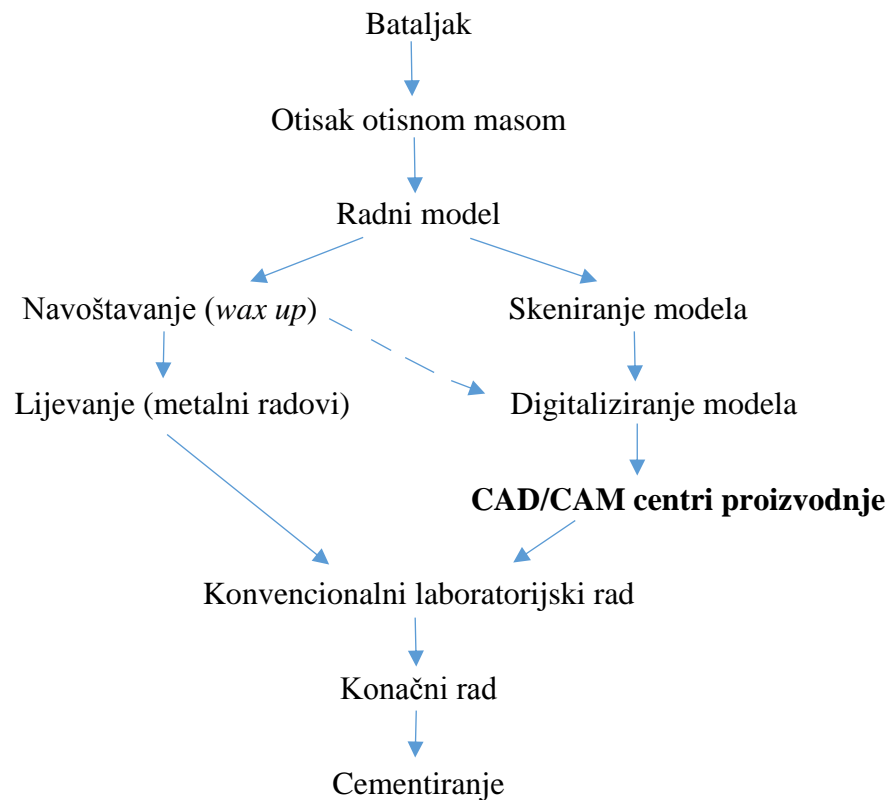 Bataljak
Otisak otisnom masom
Radni model
Navoštavanje (wax up)
Skeniranje modela
Lijevanje (metalni radovi)
Digitaliziranje modela
CAD/CAM centri proizvodnje
Konvencionalni laboratorijski rad
Konačni rad
Cementiranje